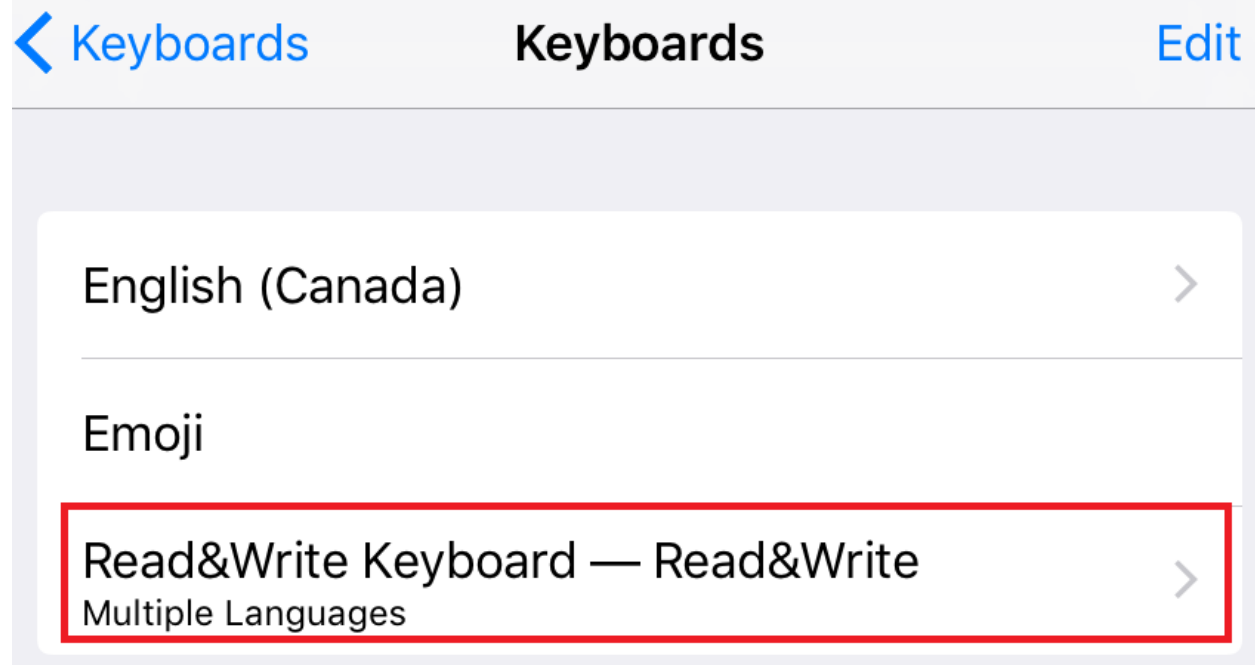 Keyboards Keyboards Edit
English (Canada)
Emoji
Read&Write Keyboard — Read&Write
Multiple Languages